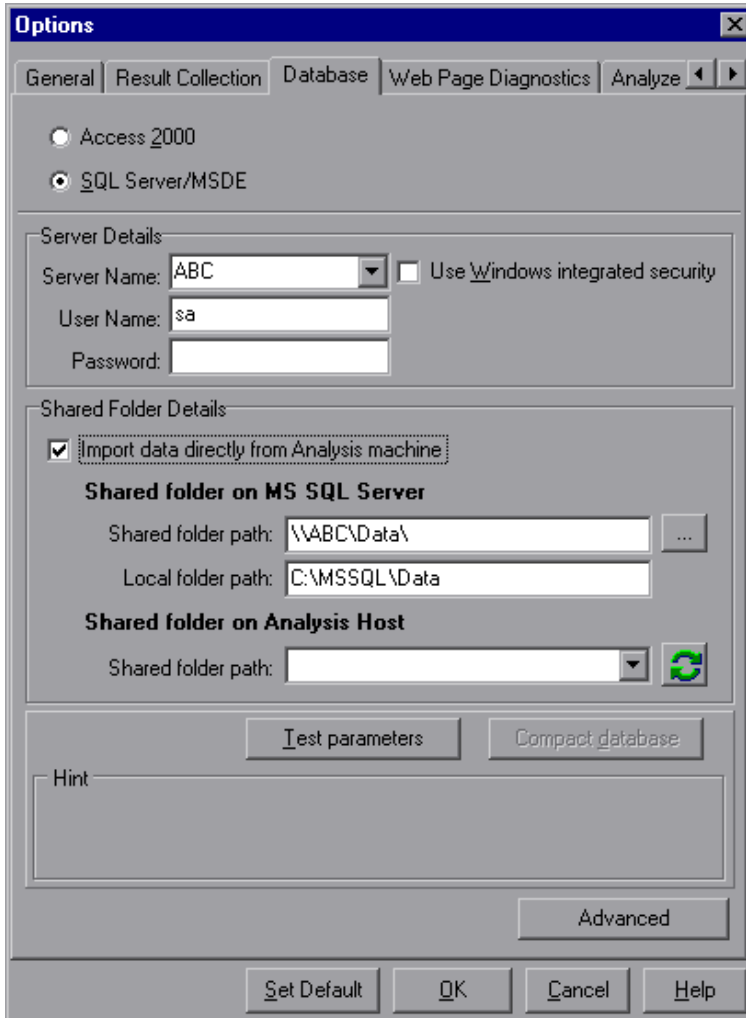 Options
General Result Collection Database Web Page Diagnostics Analyze
Access 2000
SQL Server/MSDE
Server Details
Server Name: ABC Use Windows integrated security
User Name: sa
Password:
Shared Folder Details
Import data directly from Analysis machine
Shared folder on MS SQL Server
Shared folder path: \\ABC\Data\ ...
Local folder path: C:\MSSQL\Data
Shared folder on Analysis Host
Shared folder path:
Test parameters Compact database
Hint
Advanced
Set Default OK Cancel Help